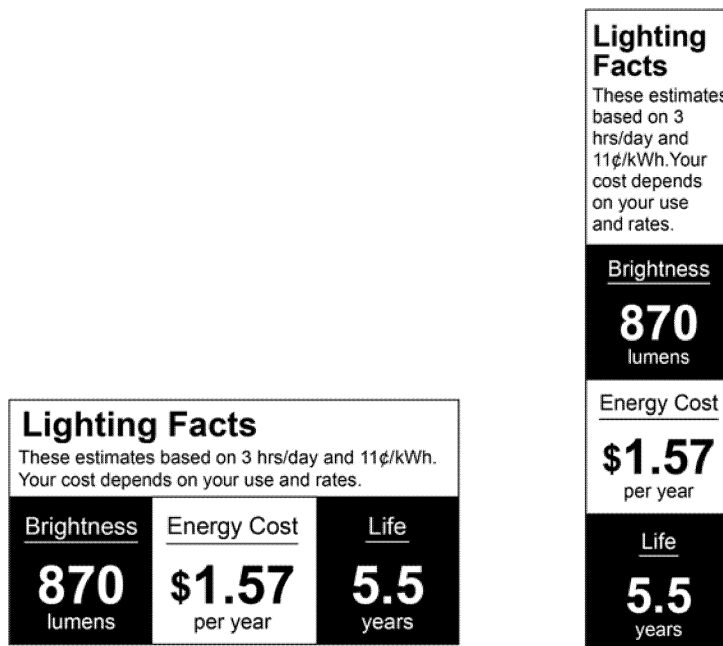 Lighting Facts
These estimates based on 3 hrs/day and 11¢/kWh.
Your cost depends on your use and rates.
Brightness
870
lumens
Energy Cost
$1.57
per year
Life
5.5
years
Lighting
Facts
These estimates
based on 3
hrs/day and
11¢/kWh.Your
cost depends
on your use
and rates.
Brightness
870
lumens
Energy Cost
$1.57
per year
Life
5.5
years